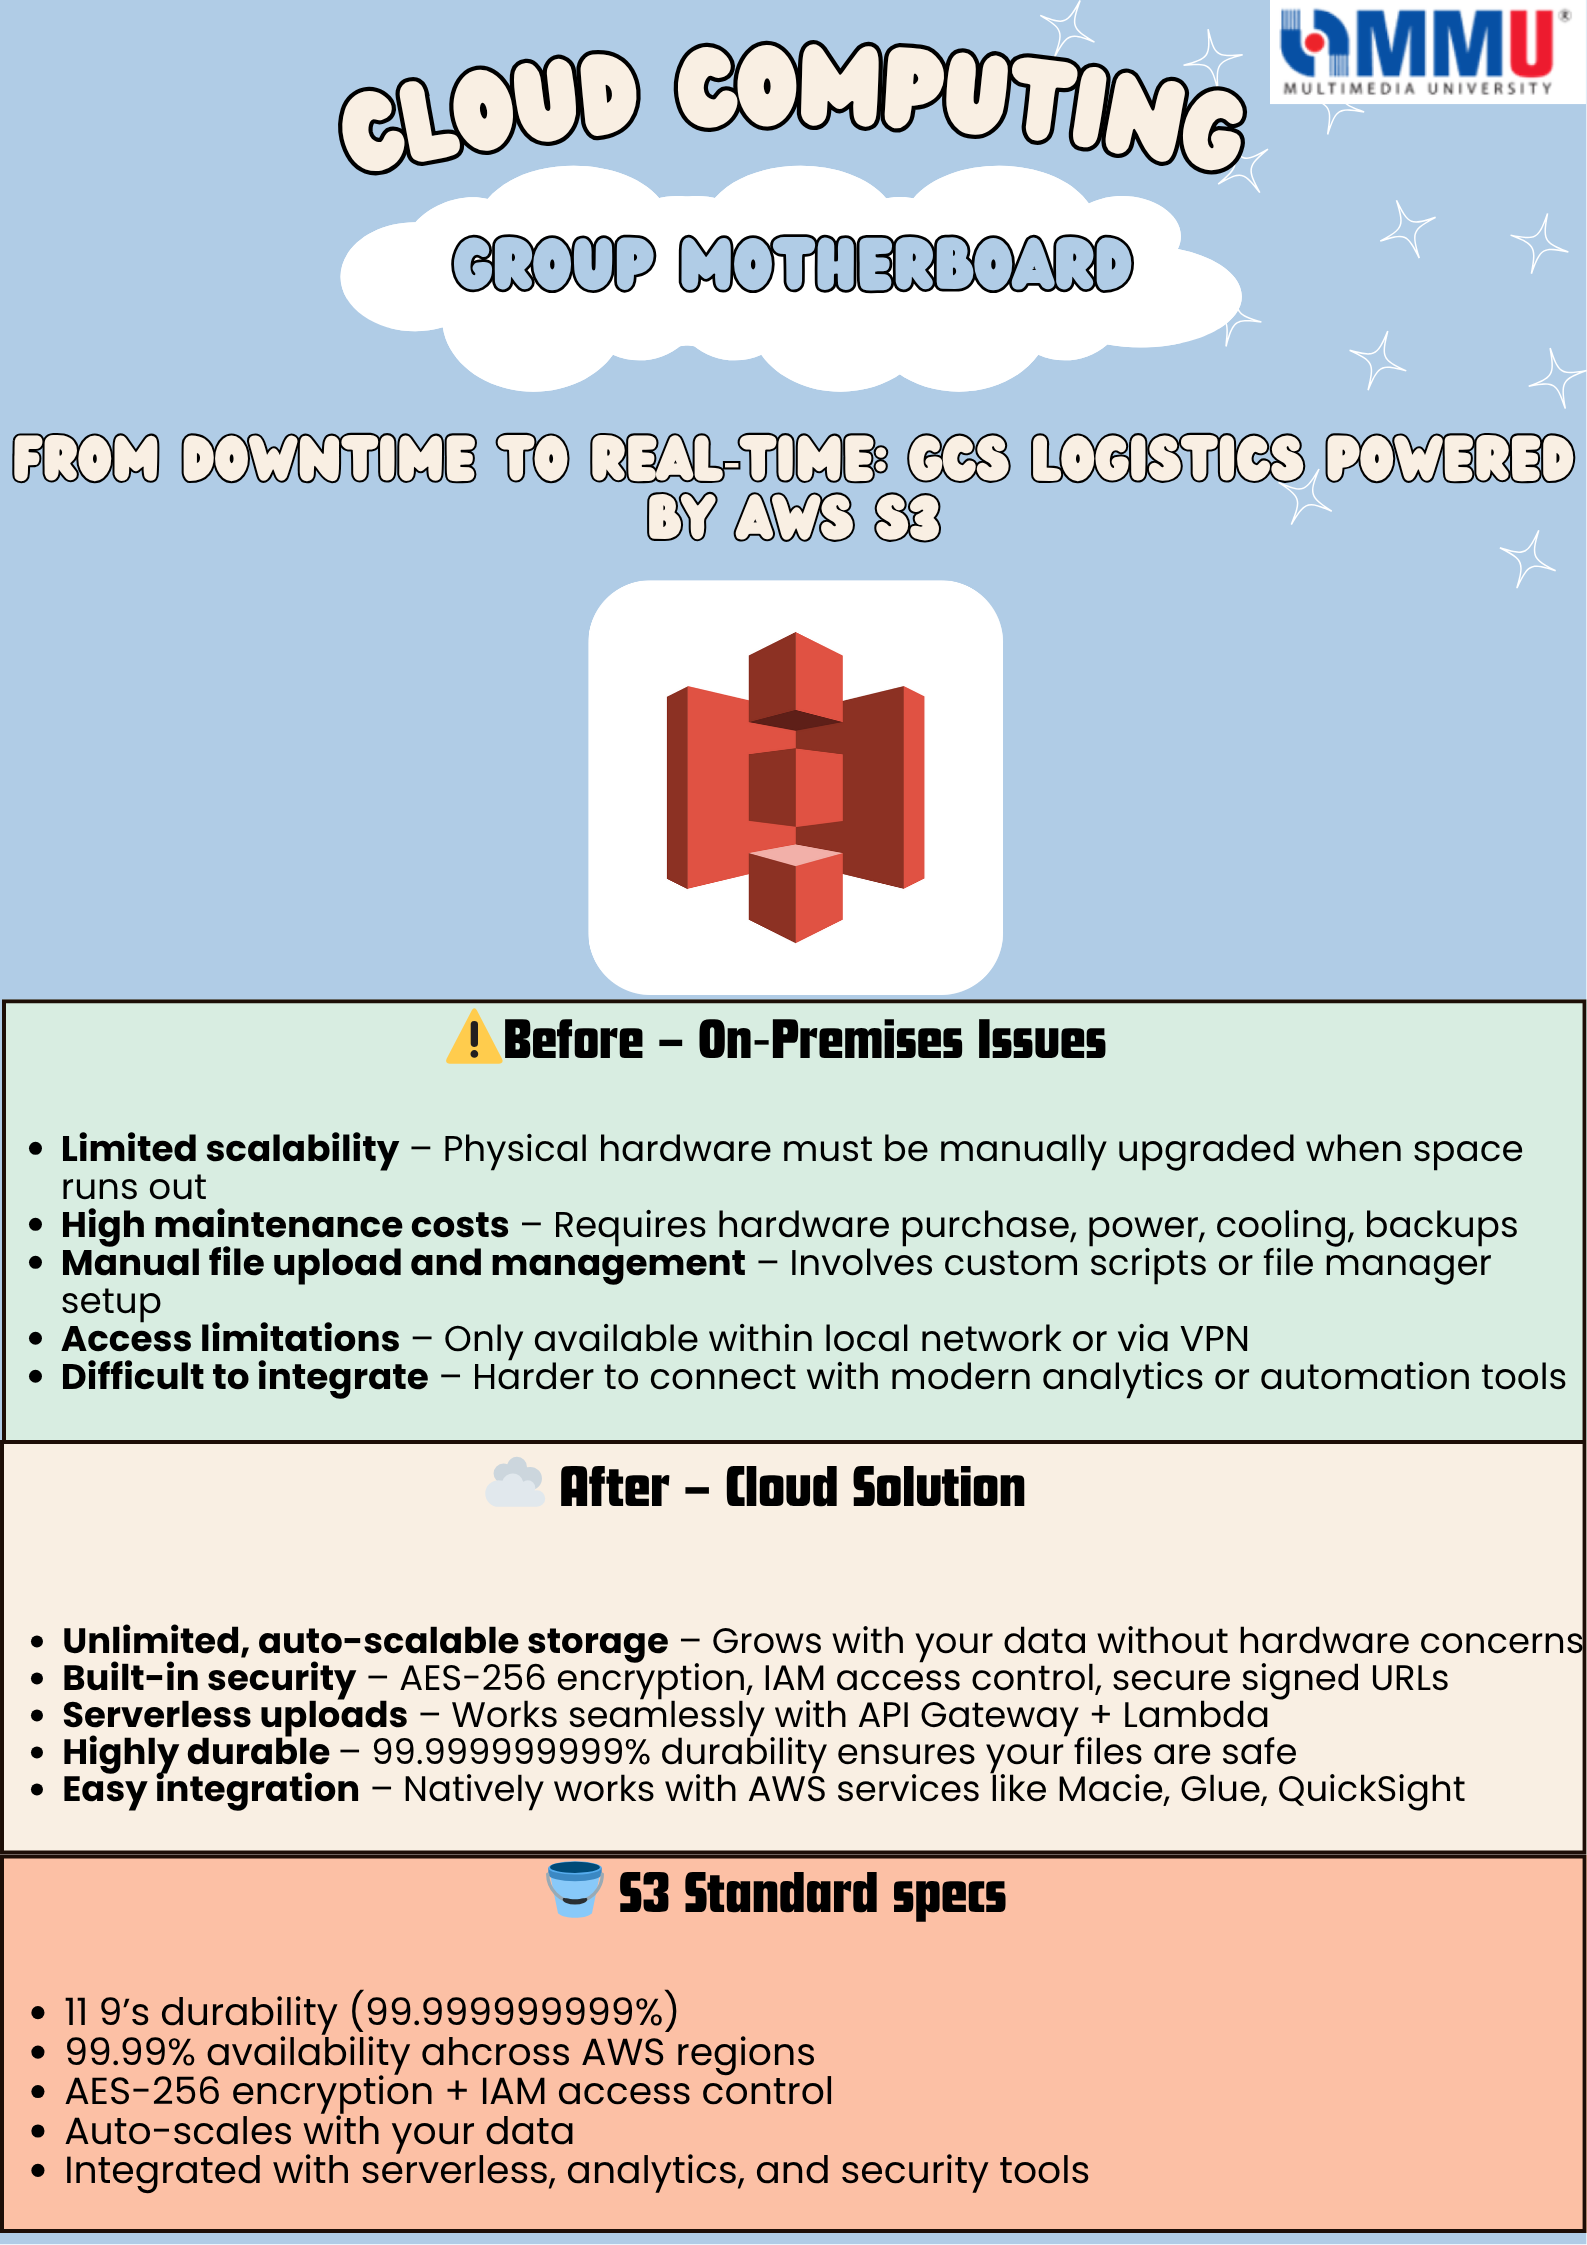 MMU®
MULTIMEDIA UNIVERSITY
CLOUD COMPUTING
GROUP MOTHERBOARD
FROM DOWNTIME TO REAL-TIME: GCS LOGISTICS POWERED
BY AWS S3
Before – On-Premises Issues
• Limited scalability – Physical hardware must be manually upgraded when space
runs out
• High maintenance costs – Requires hardware purchase, power, cooling, backups
• Manual file upload and management – Involves custom scripts or file manager
setup
• Access limitations – Only available within local network or via VPN
• Difficult to integrate – Harder to connect with modern analytics or automation tools
After – Cloud Solution
• Unlimited, auto-scalable storage – Grows with your data without hardware concerns
• Built-in security – AES-256 encryption, IAM access control, secure signed URLs
• Serverless uploads – Works seamlessly with API Gateway + Lambda
• Highly durable – 99.999999999% durability ensures your files are safe
• Easy integration – Natively works with AWS services like Macie, Glue, QuickSight
S3 Standard specs
• 11 9’s durability (99.999999999%)
• 99.99% availability ahcross AWS regions
• AES-256 encryption + IAM access control
• Auto-scales with your data
• Integrated with serverless, analytics, and security tools